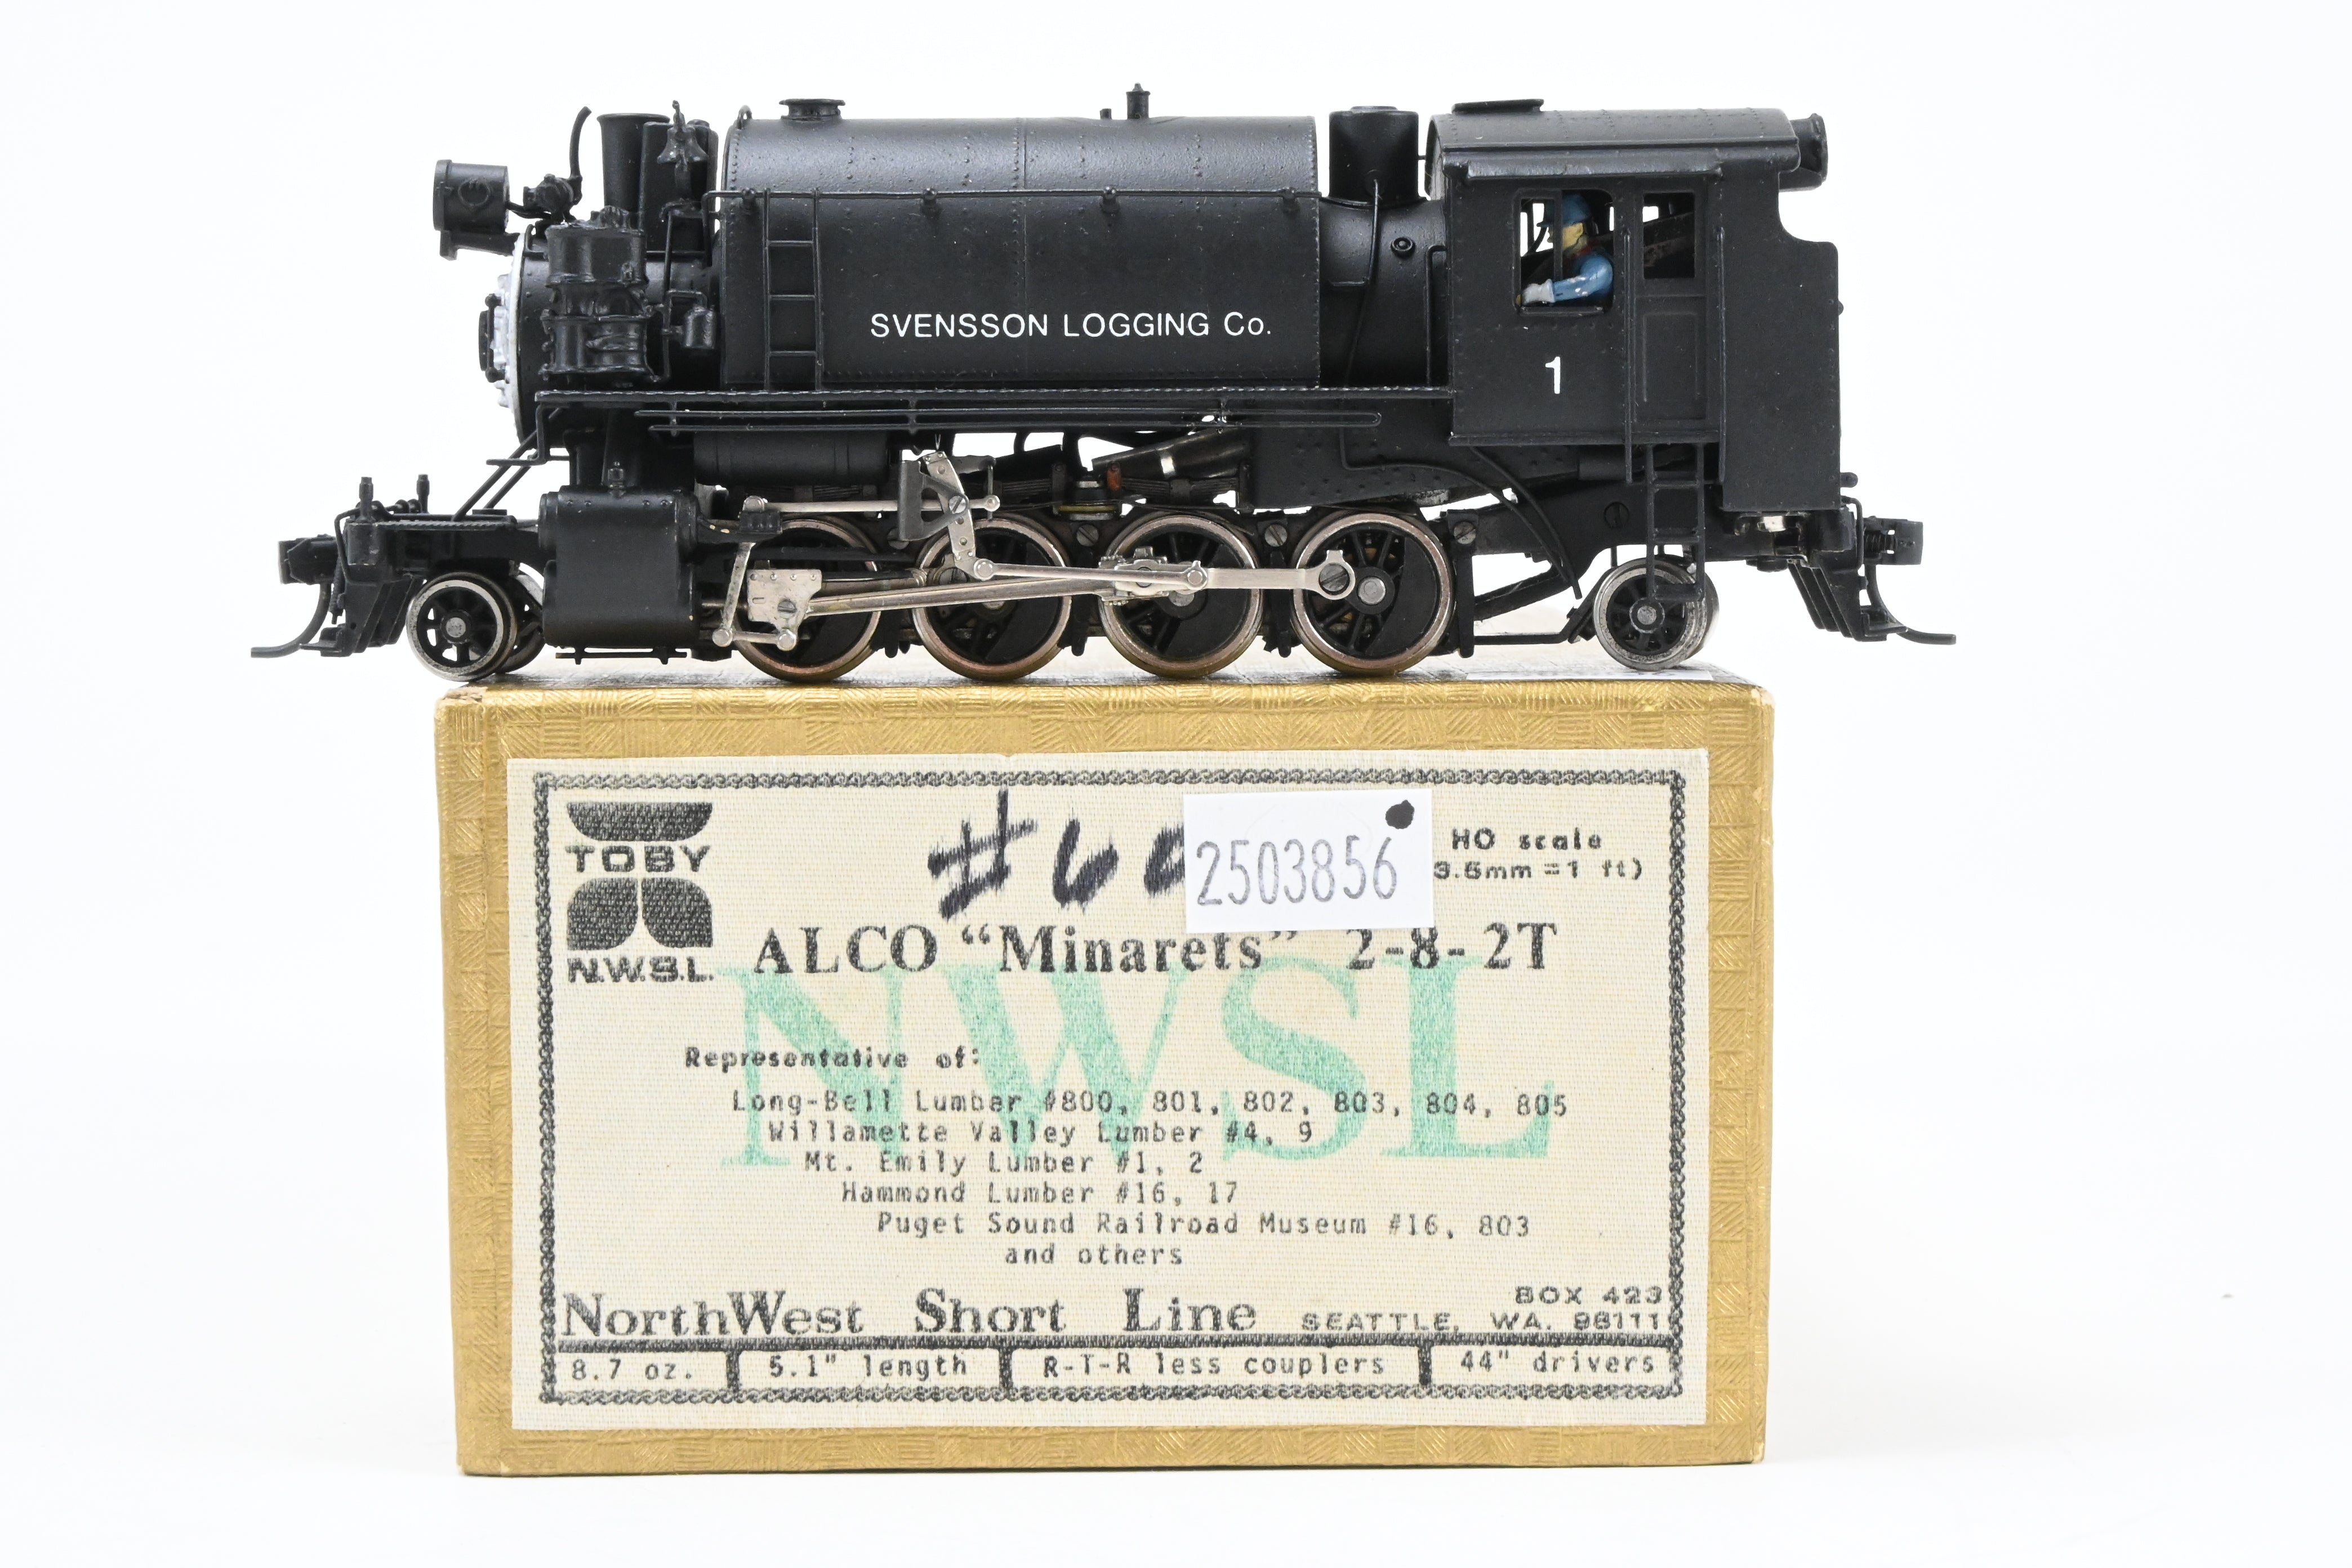 SVENSSON LOGGING Co.
1
TOBY
N.W.S.L.
2503856
HO scale
3.5mm =1 ft)
ALCO “Minarets” 2-8-2T
NWSL
Representative of:
Long-Bell Lumber #800, 801, 802, 803, 804, 805
Willamette Valley Lumber #4, 9
Mt. Emily Lumber #1, 2
Hammond Lumber #16, 17
Puget Sound Railroad Museum #16, 803
and others
NorthWest Short Line
BOX 423
SEATTLE, WA. 98111
8.7 oz.
5.1" length
R-T-R less couplers
44" drivers